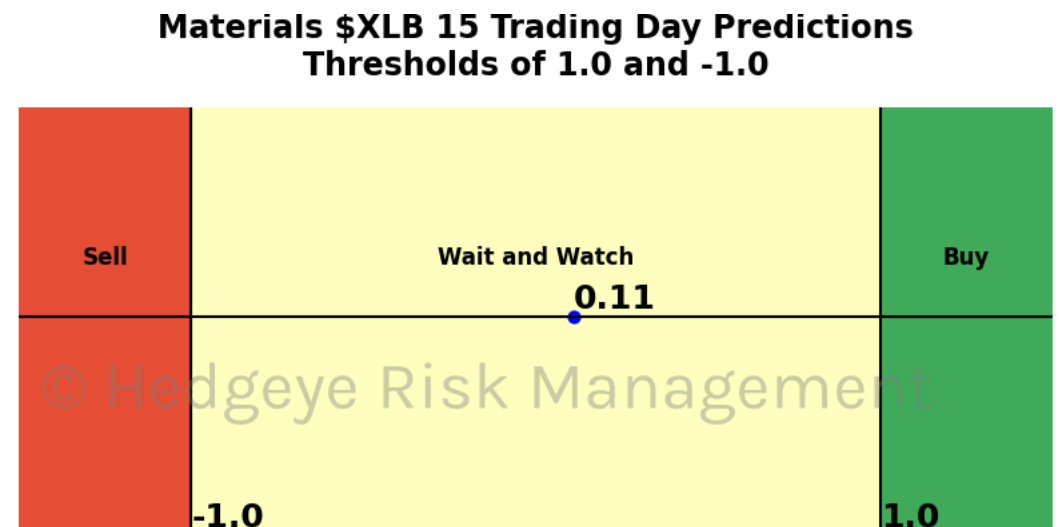 Materials $XLB 15 Trading Day Predictions
Thresholds of 1.0 and -1.0
Sell
Wait and Watch
Buy
0.11
© Hedgeye Risk Management
-1.0
1.0